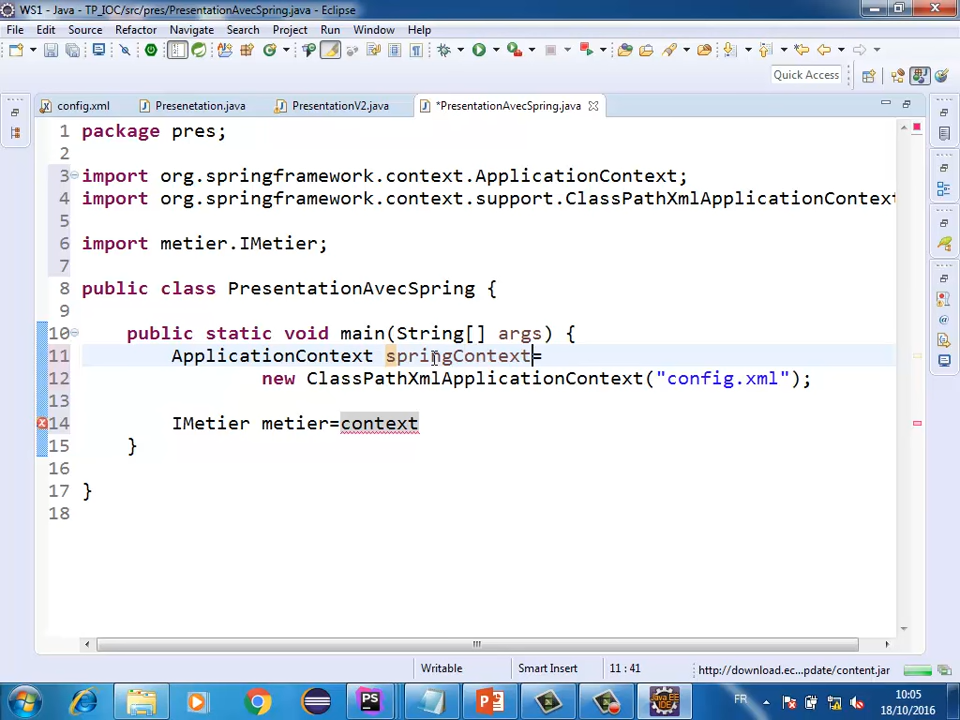 WS1 - Java - TP_IOC/src/pres/PresentationAvecSpring.java - Eclipse
File Edit Source Refactor Navigate Search Project Run Window Help
Quick Access
config.xml Presenetation.java PresentationV2.java *PresentationAvecSpring.java
1 package pres;
2
3 import org.springframework.context.ApplicationContext;
4 import org.springframework.context.support.ClassPathXmlApplicationContext
5
6 import metier.IMetier;
7
8 public class PresentationAvecSpring {
9
10 public static void main(String[] args) {
11 ApplicationContext springContext=
12 new ClassPathXmlApplicationContext("config.xml");
13
14 IMetier metier=context
15 }
16
17 }
18
Writable Smart Insert 11 : 41 http://download.ec...pdate/content.jar
FR 10:05
18/10/2016